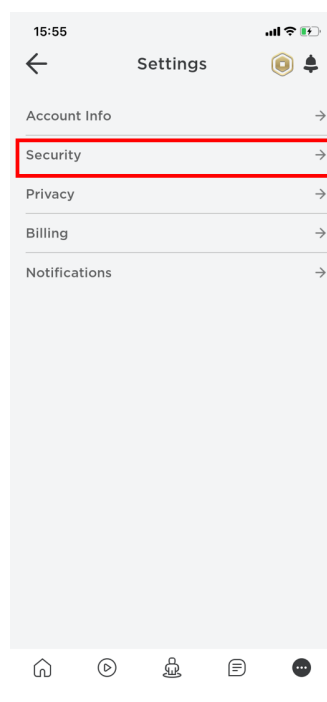 15:55
Settings
Account Info
Security
Privacy
Billing
Notifications